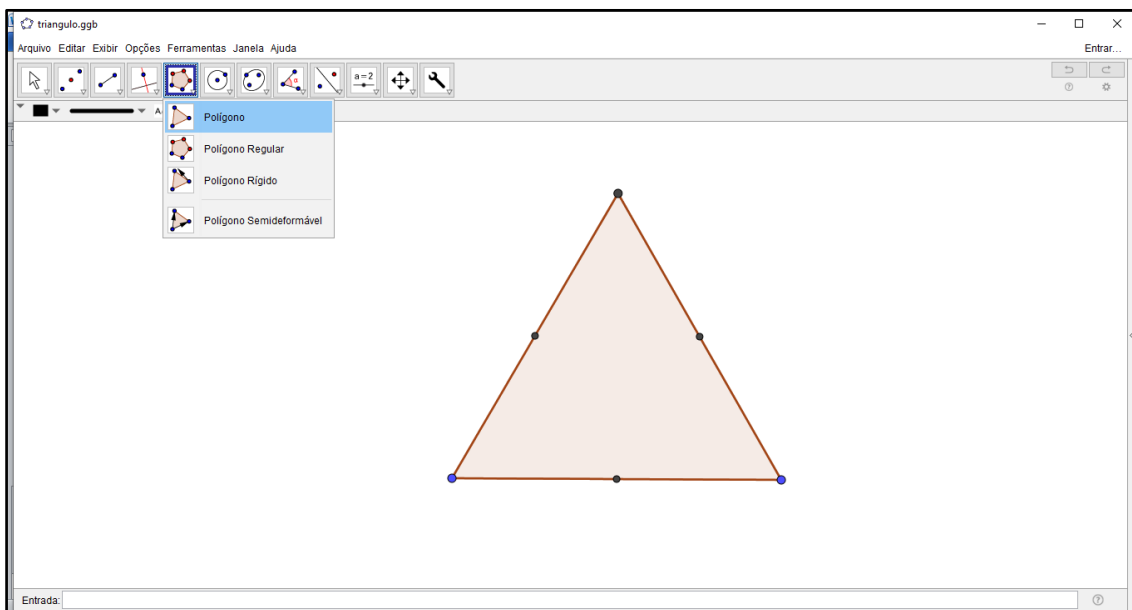 triangulo.ggb
Arquivo Editar Exibir Opções Ferramentas Janela Ajuda
Entrar...
a=2
Polígono
Polígono Regular
Polígono Rígido
Polígono Semideformável
Entrada: